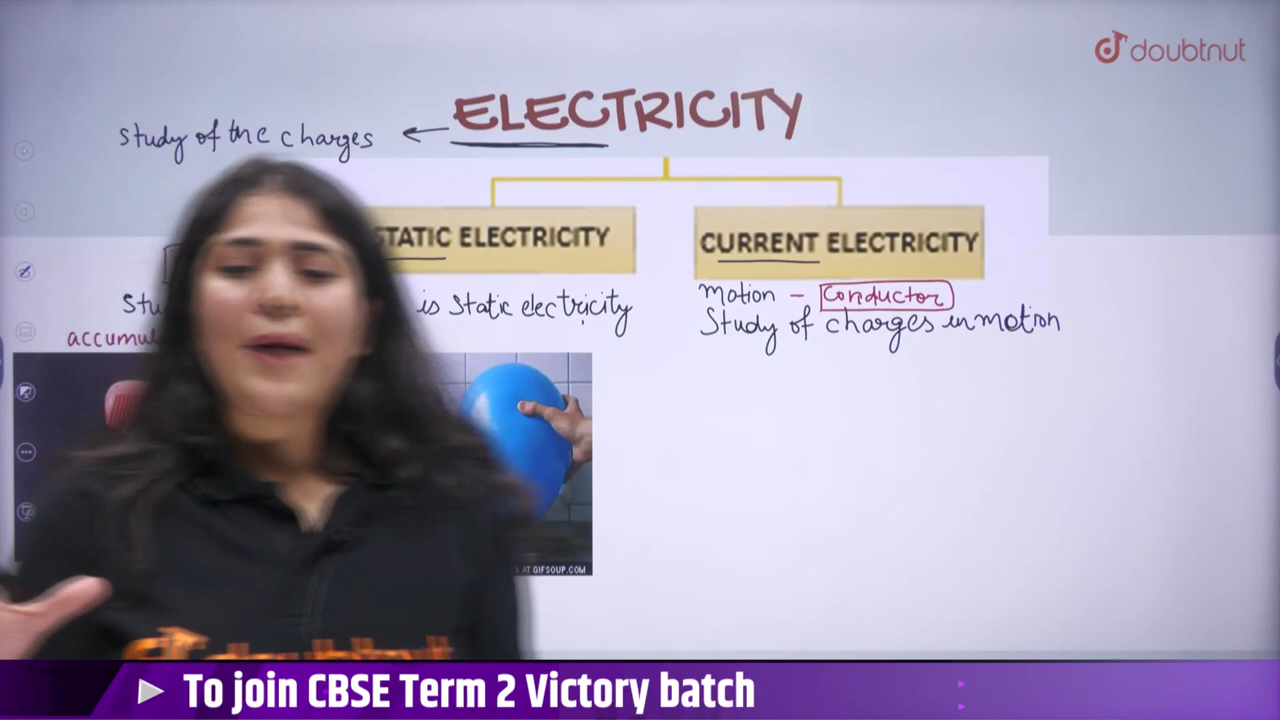 doubtnut
ELECTRICITY
Study of the charges
STATIC ELECTRICITY
CURRENT ELECTRICITY
motion - Conductor
is static electricity
Study of charges in motion
AT GIFSOUP.COM
To join CBSE Term 2 Victory batch